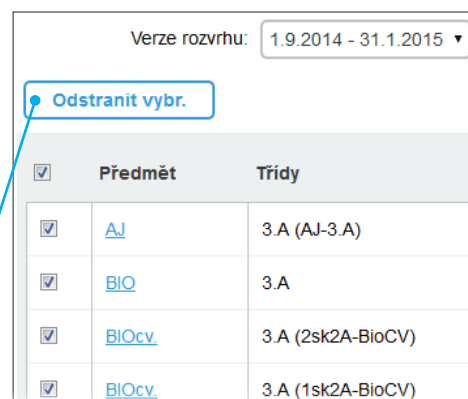 Verze rozvrhu: 1.9.2014 - 31.1.2015
Odstranit vybr.
Předmět Třídy
AJ 3.A (AJ-3.A)
BIO 3.A
BIOcv. 3.A (2sk2A-BioCV)
BIOcv. 3.A (1sk2A-BioCV)